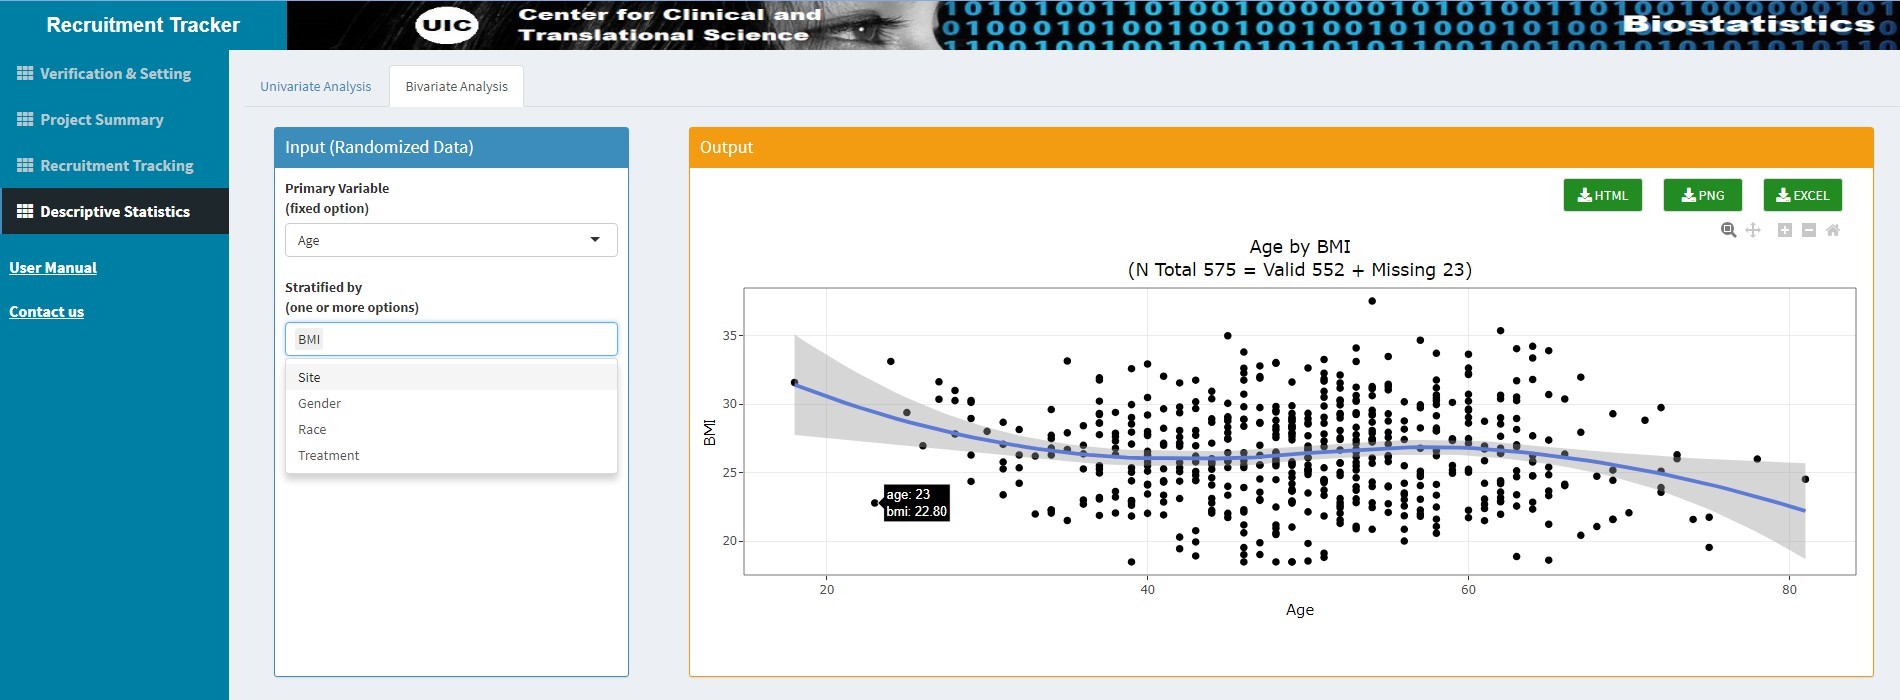 Recruitment Tracker
UIC
Center for Clinical and
Translational Science
Biostatistics
Verification & Setting
Project Summary
Recruitment Tracking
Descriptive Statistics
User Manual
Contact us
Univariate Analysis
Bivariate Analysis
Input (Randomized Data)
Primary Variable
(fixed option)
Age
Stratified by
(one or more options)
BMI
Site
Gender
Race
Treatment
Output
HTML
PNG
EXCEL
Age by BMI
(N Total 575 = Valid 552 + Missing 23)
35
30
25
20
BMI
age: 23
bmi: 22.80
20
40
60
80
Age